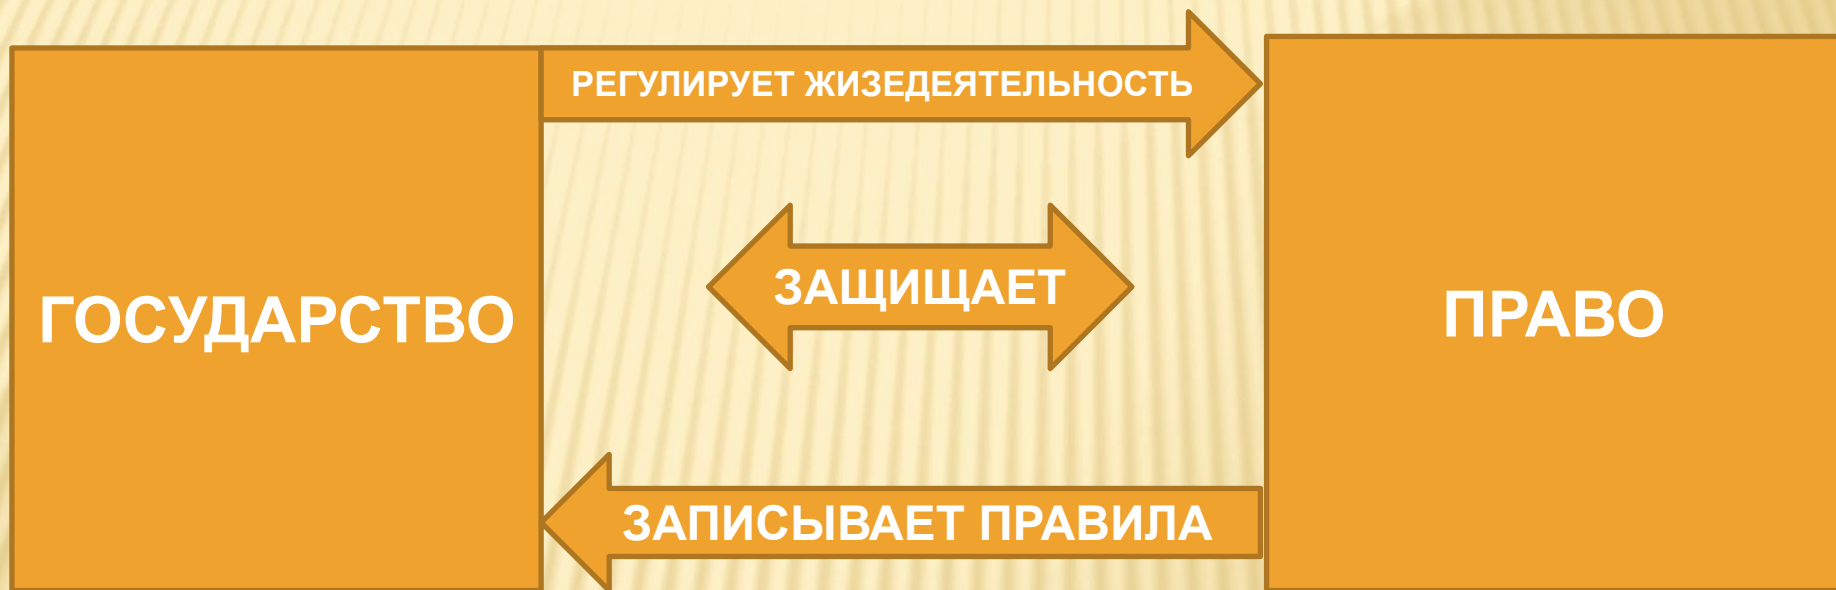 РЕГУЛИРУЕТ ЖИЗЕДЕЯТЕЛЬНОСТЬ
ЗАЩИЩАЕТ
ГОСУДАРСТВО
ПРАВО
ЗАПИСЫВАЕТ ПРАВИЛА